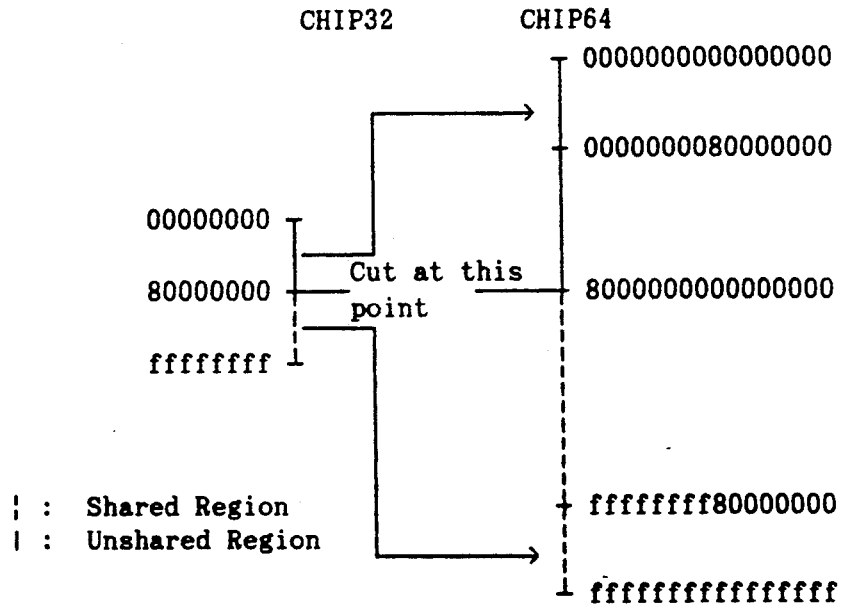 CHIP32 CHIP64
0000000000000000
0000000080000000
00000000
Cut at this
80000000 8000000000000000
point
ffffffff
ffffffff80000000
¦ : Shared Region
| : Unshared Region
ffffffffffffffff